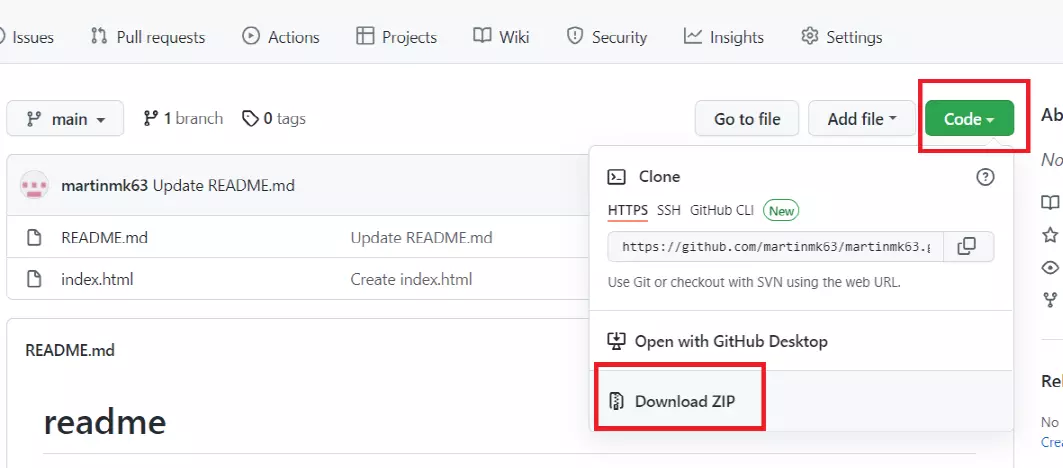 Issues Pull requests Actions Projects Wiki Security Insights Settings
main 1 branch 0 tags Go to file Add file Code
martinmk63 Update README.md
README.md Update README.md
index.html Create index.html
README.md
readme
Clone
HTTPS SSH GitHub CLI New
https://github.com/martinmk63/martinmk63.g
Use Git or checkout with SVN using the web URL.
Open with GitHub Desktop
Download ZIP
Ab
No
Rel
No
Crea